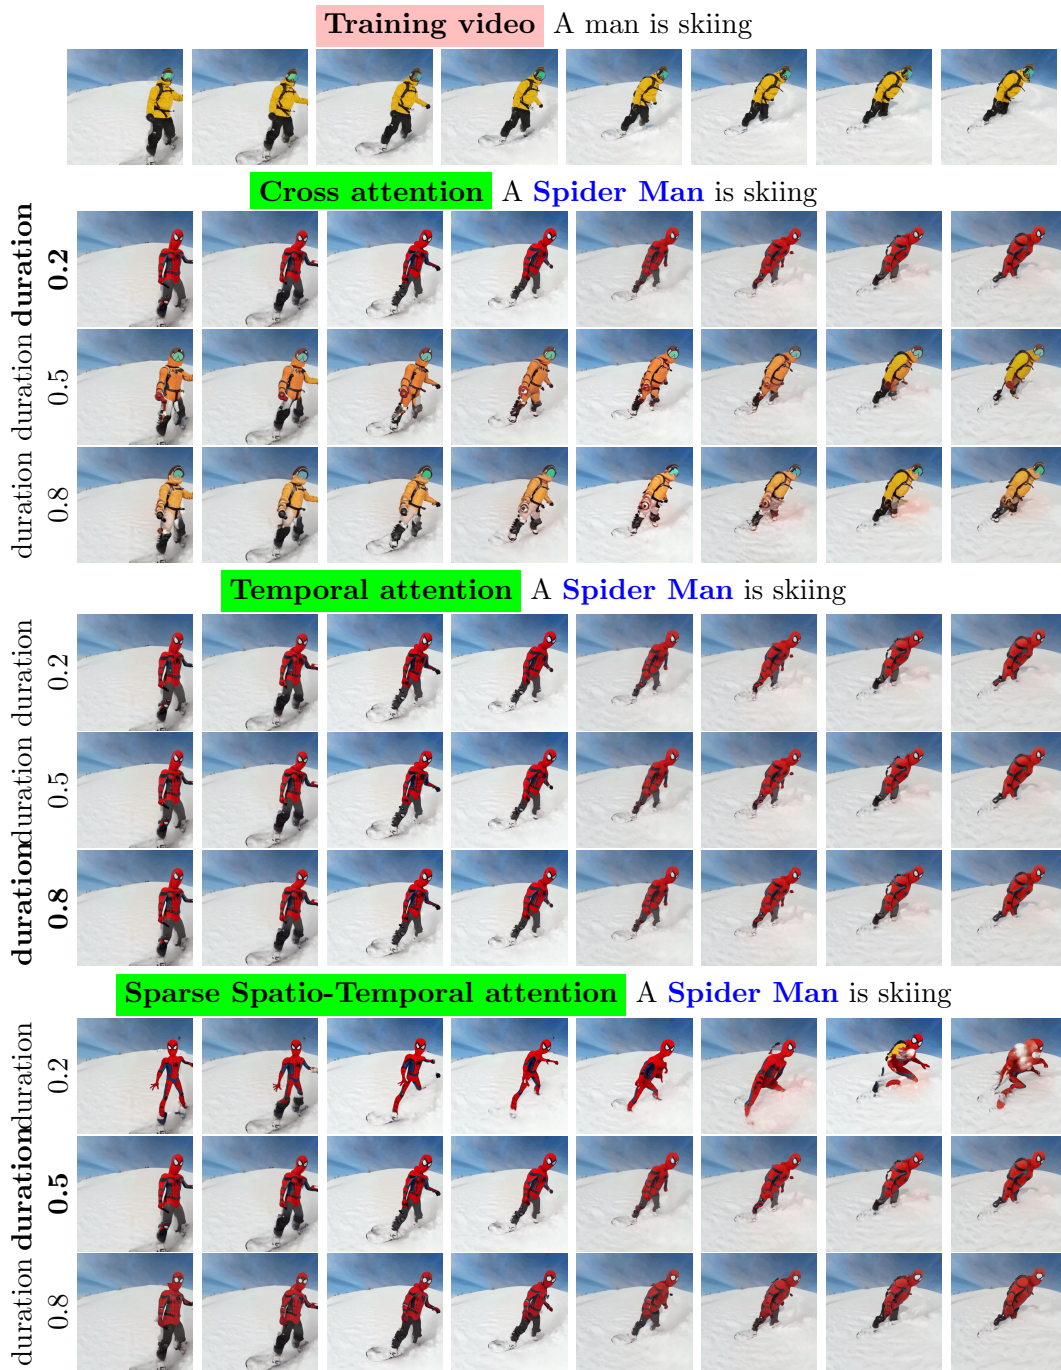 Training video A man is skiing
Cross attention A Spider Man is skiing
duration 0.2
duration 0.5
duration 0.8
Temporal attention A Spider Man is skiing
duration 0.2
duration 0.5
duration 0.8
Sparse Spatio-Temporal attention A Spider Man is skiing
duration 0.2
duration 0.5
duration 0.8